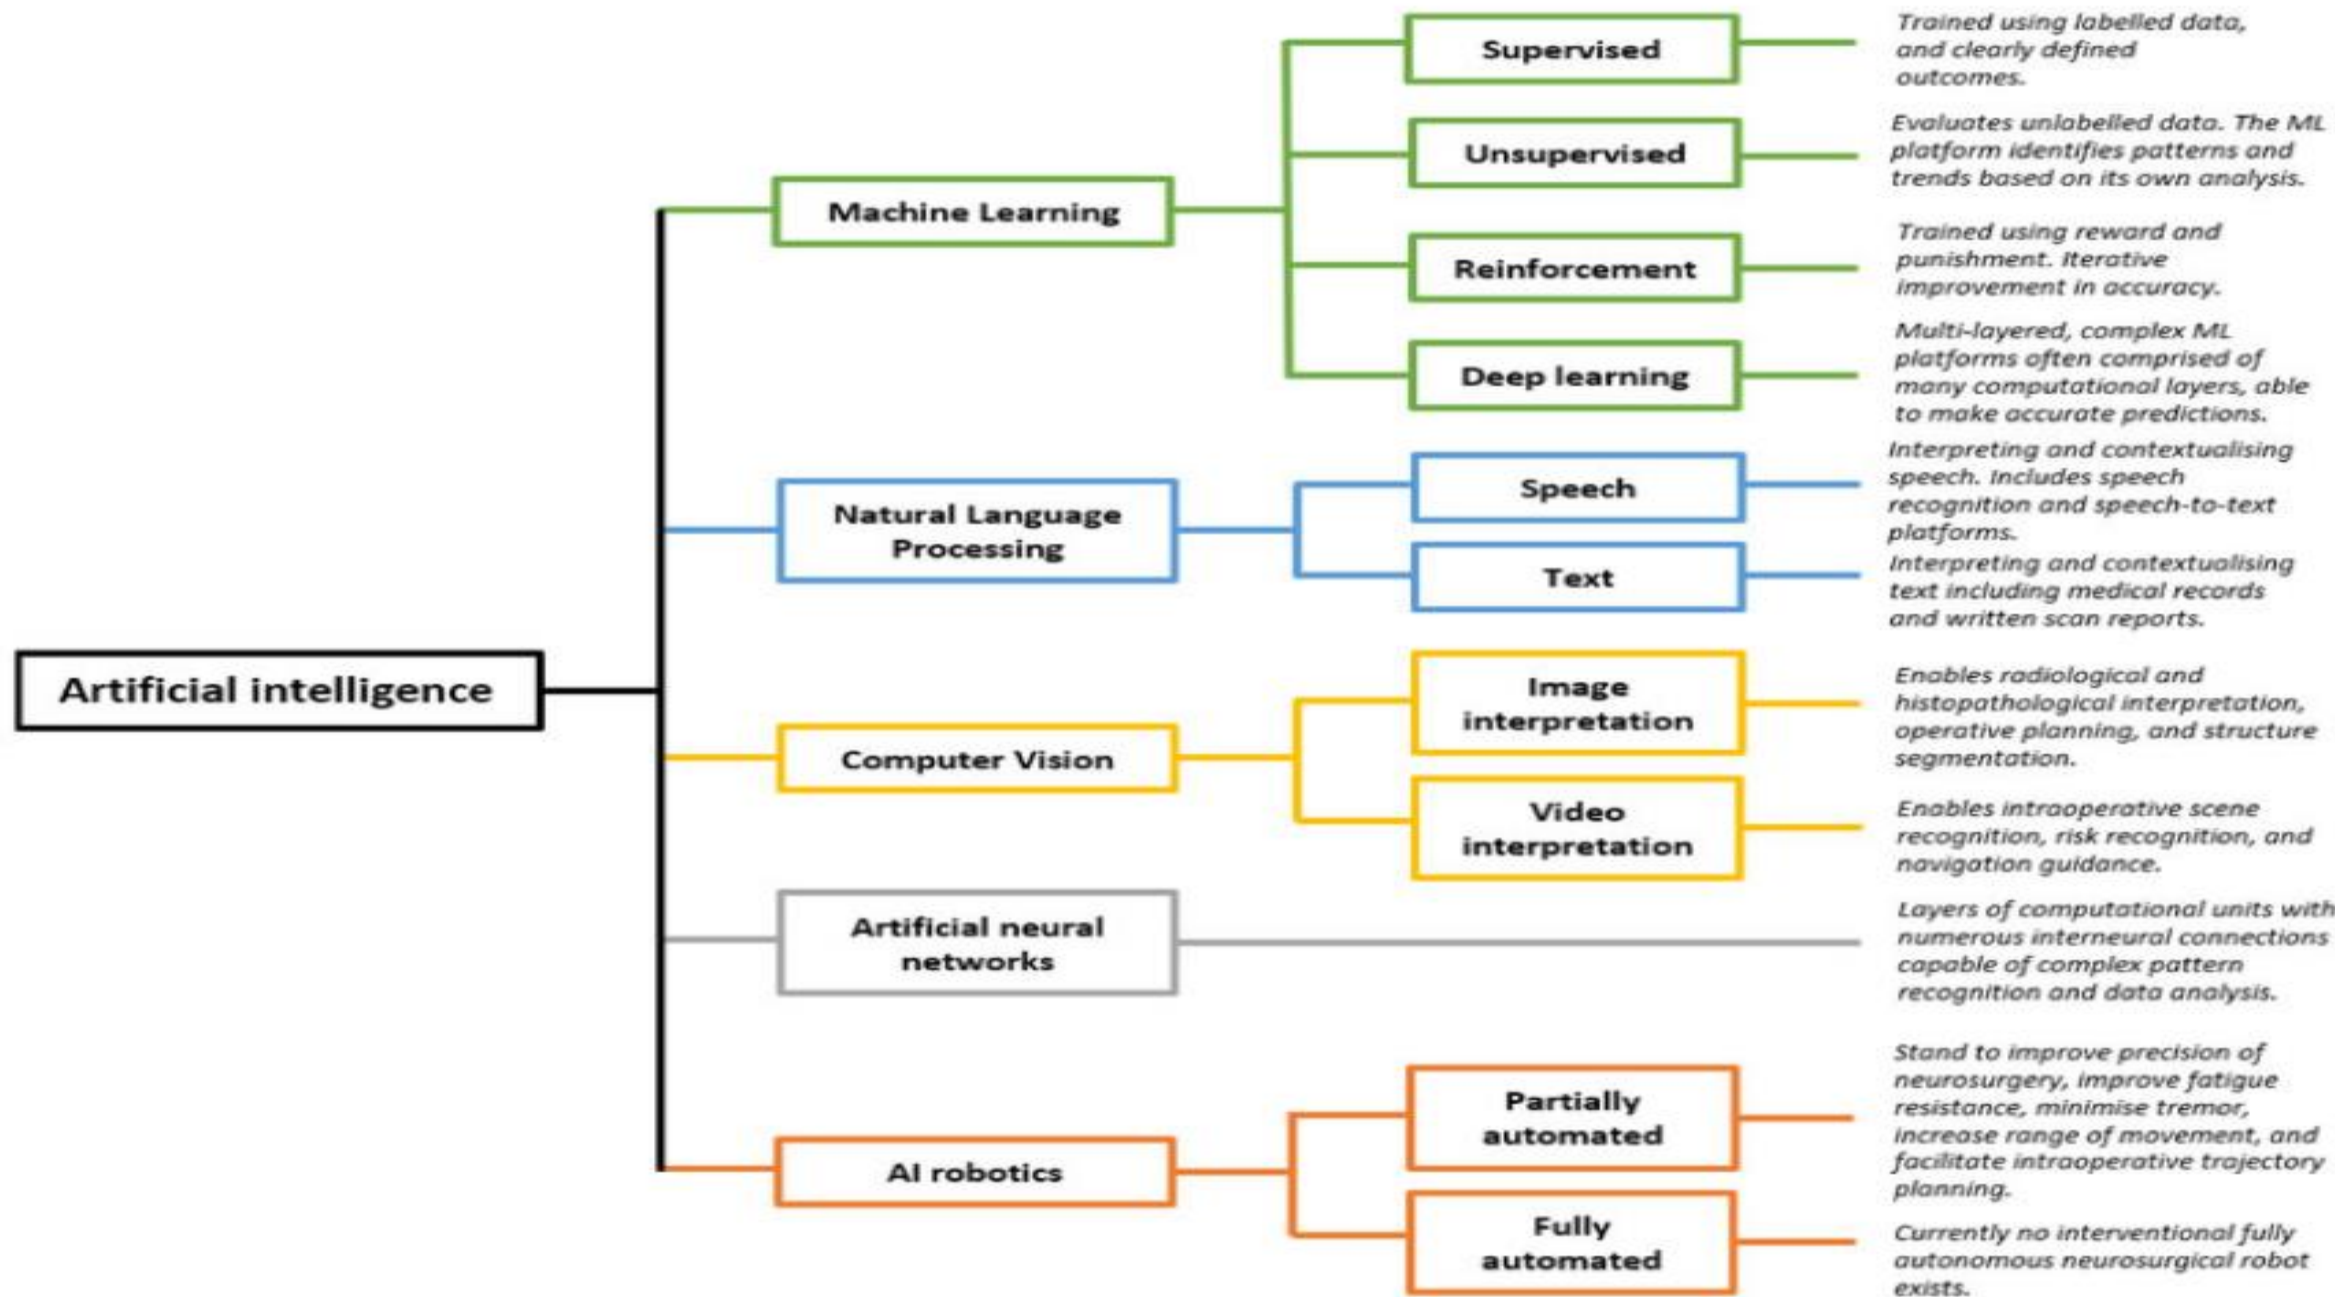 Artificial intelligence
Machine Learning
Supervised
Trained using labelled data,
and clearly defined
outcomes.
Unsupervised
Evaluates unlabelled data. The ML
platform identifies patterns and
trends based on its own analysis.
Reinforcement
Trained using reward and
punishment. Iterative
improvement in accuracy.
Deep learning
Multi-layered, complex ML
platforms often comprised of
many computational layers, able
to make accurate predictions.
Natural Language
Processing
Speech
Interpreting and contextualising
speech. Includes speech
recognition and speech-to-text
platforms.
Text
Interpreting and contextualising
text including medical records
and written scan reports.
Computer Vision
Image
interpretation
Enables radiological and
histopathological interpretation,
operative planning, and structure
segmentation.
Video
interpretation
Enables intraoperative scene
recognition, risk recognition, and
navigation guidance.
Artificial neural
networks
Layers of computational units with
numerous interneural connections
capable of complex pattern
recognition and data analysis.
AI robotics
Partially
automated
Stand to improve precision of
neurosurgery, improve fatigue
resistance, minimise tremor,
increase range of movement, and
facilitate intraoperative trajectory
planning.
Fully
automated
Currently no interventional fully
autonomous neurosurgical robot
exists.